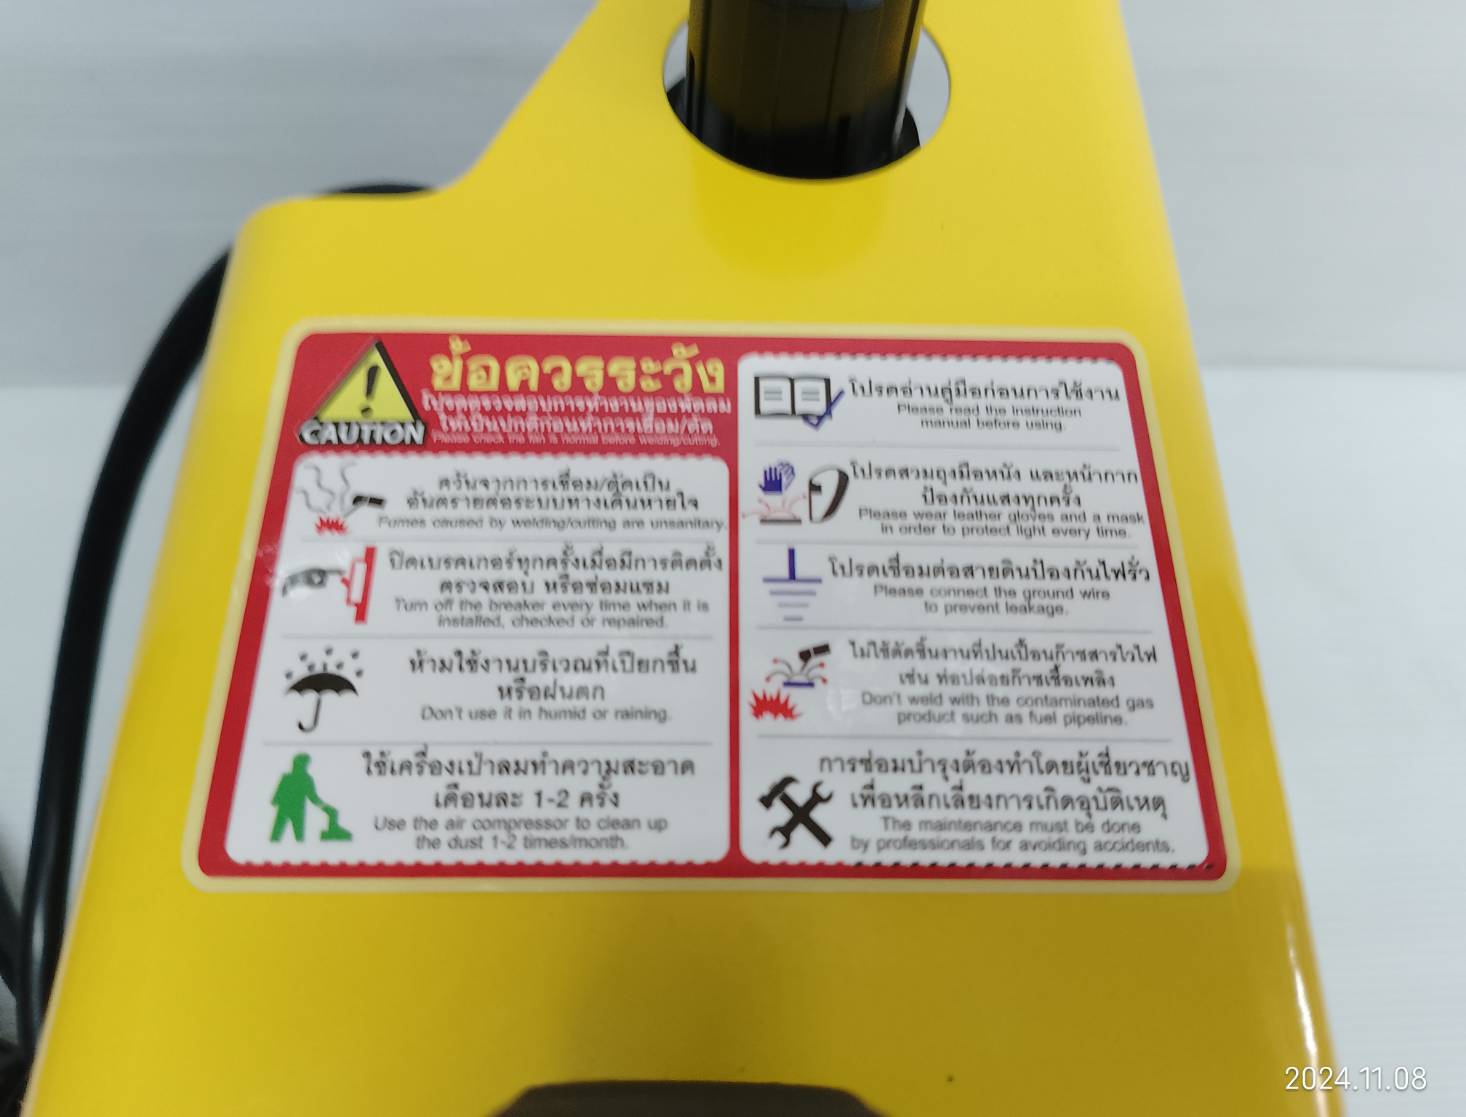 ข้อควรระวัง
โปรดตรวจสอบการทำงานของพัดลม
ให้เป็นปกติก่อนทำการเชื่อม/ตัด
Please check the fan is normal before welding/cutting.
CAUTION
ควันจากการเชื่อม/ตัดเป็น
อันตรายต่อระบบทางเดินหายใจ
Fumes caused by welding/cutting are unsanitary.
ปิดเบรคเกอร์ทุกครั้งเมื่อมีการติดตั้ง
ตรวจสอบ หรือซ่อมแซม
Turn off the breaker every time when it is
installed, checked or repaired.
ห้ามใช้งานบริเวณที่เปียกชื้น
หรือฝนตก
Don't use it in humid or raining.
ใช้เครื่องเป่าลมทำความสะอาด
เดือนละ 1-2 ครั้ง
Use the air compressor to clean up
the dust 1-2 times/month.
โปรดอ่านคู่มือก่อนการใช้งาน
Please read the instruction
manual before using.
โปรดสวมถุงมือหนัง และหน้ากาก
ป้องกันแสงทุกครั้ง
Please wear leather gloves and a mask
in order to protect light every time.
โปรดเชื่อมต่อสายดินป้องกันไฟรั่ว
Please connect the ground wire
to prevent leakage.
ไม่ใช้ตัดชิ้นงานที่ปนเปื้อนก๊าซสารไวไฟ
เช่น ท่อปล่อยก๊าซเชื้อเพลิง
Don't weld with the contaminated gas
product such as fuel pipeline.
การซ่อมบำรุงต้องทำโดยผู้เชี่ยวชาญ
เพื่อหลีกเลี่ยงการเกิดอุบัติเหตุ
The maintenance must be done
by professionals for avoiding accidents.
2024.11.08